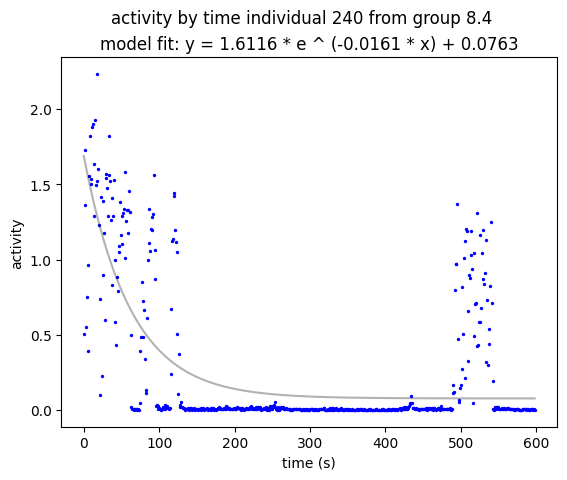 activity by time individual 240 from group 8.4
model fit: y = 1.6116 * e ^ (-0.0161 * x) + 0.0763
2.0
1.5
1.0
0.5
0.0
activity
0 100 200 300 400 500 600
time (s)